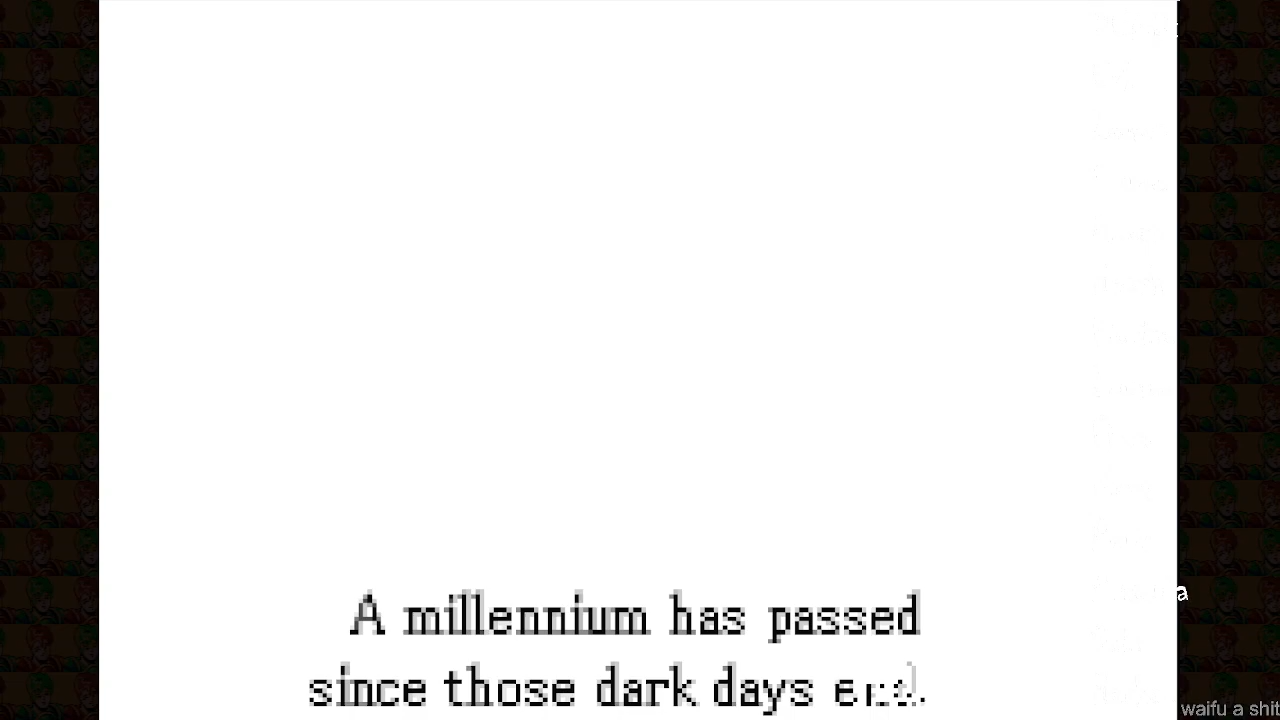 A millennium has passed
since those dark days
a
waifu a shit